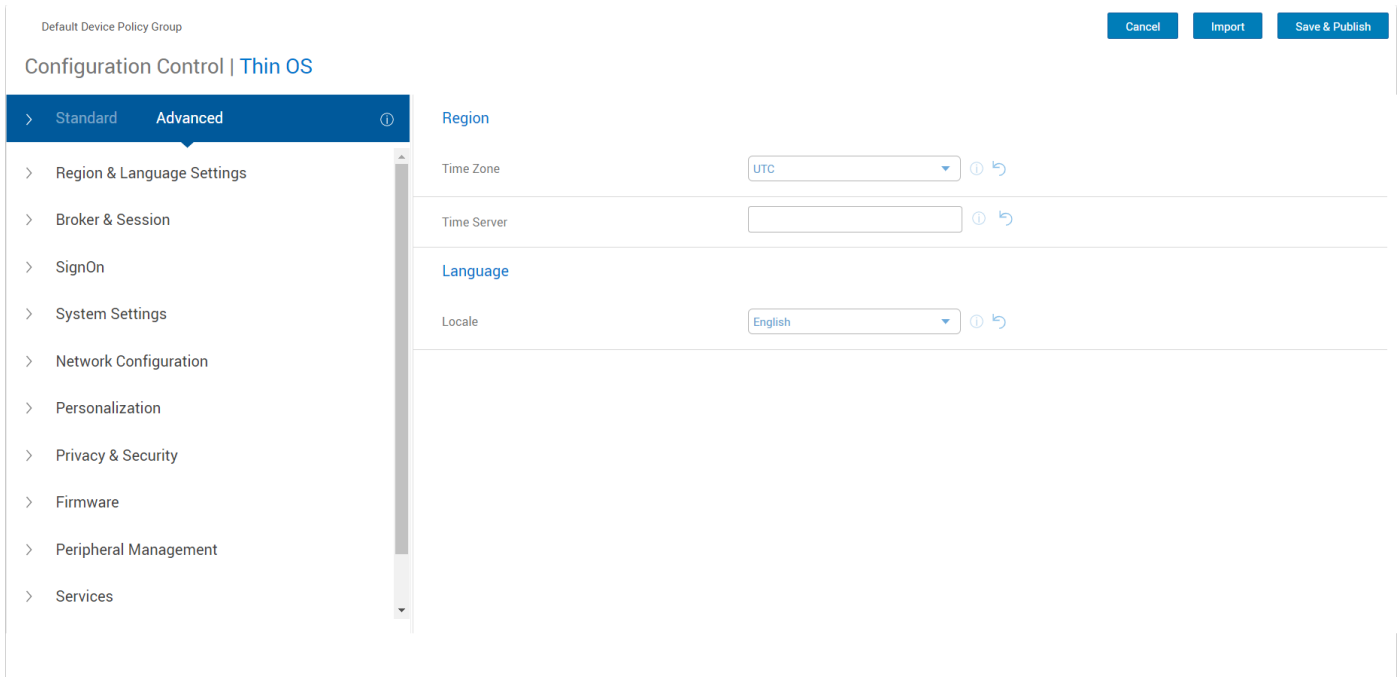 Default Device Policy Group
Cancel
Import
Save & Publish
Configuration Control | Thin OS
Standard
Advanced
Region & Language Settings
Broker & Session
SignOn
System Settings
Network Configuration
Personalization
Privacy & Security
Firmware
Peripheral Management
Services
Region
Time Zone
UTC
Time Server
Language
Locale
English